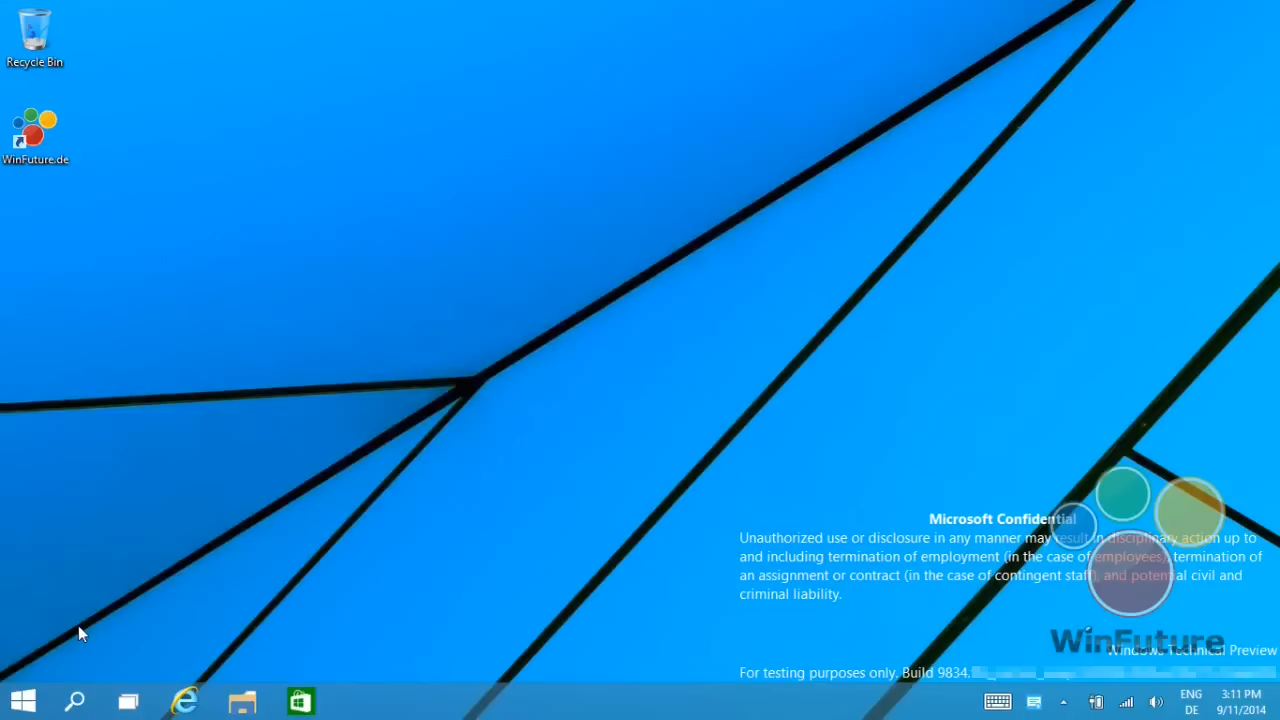 Recycle Bin
WinFuture.de
Microsoft Confidential
Unauthorized use or disclosure in any manner may result in disciplinary action up to
and including termination of employment (in the case of employees), termination of
an assignment or contract (in the case of contingent staff), and potential civil and
criminal liability.
WinFuture
Windows Technical Preview
For testing purposes only. Build 9834.
ENG
DE
3:11 PM
9/11/2014